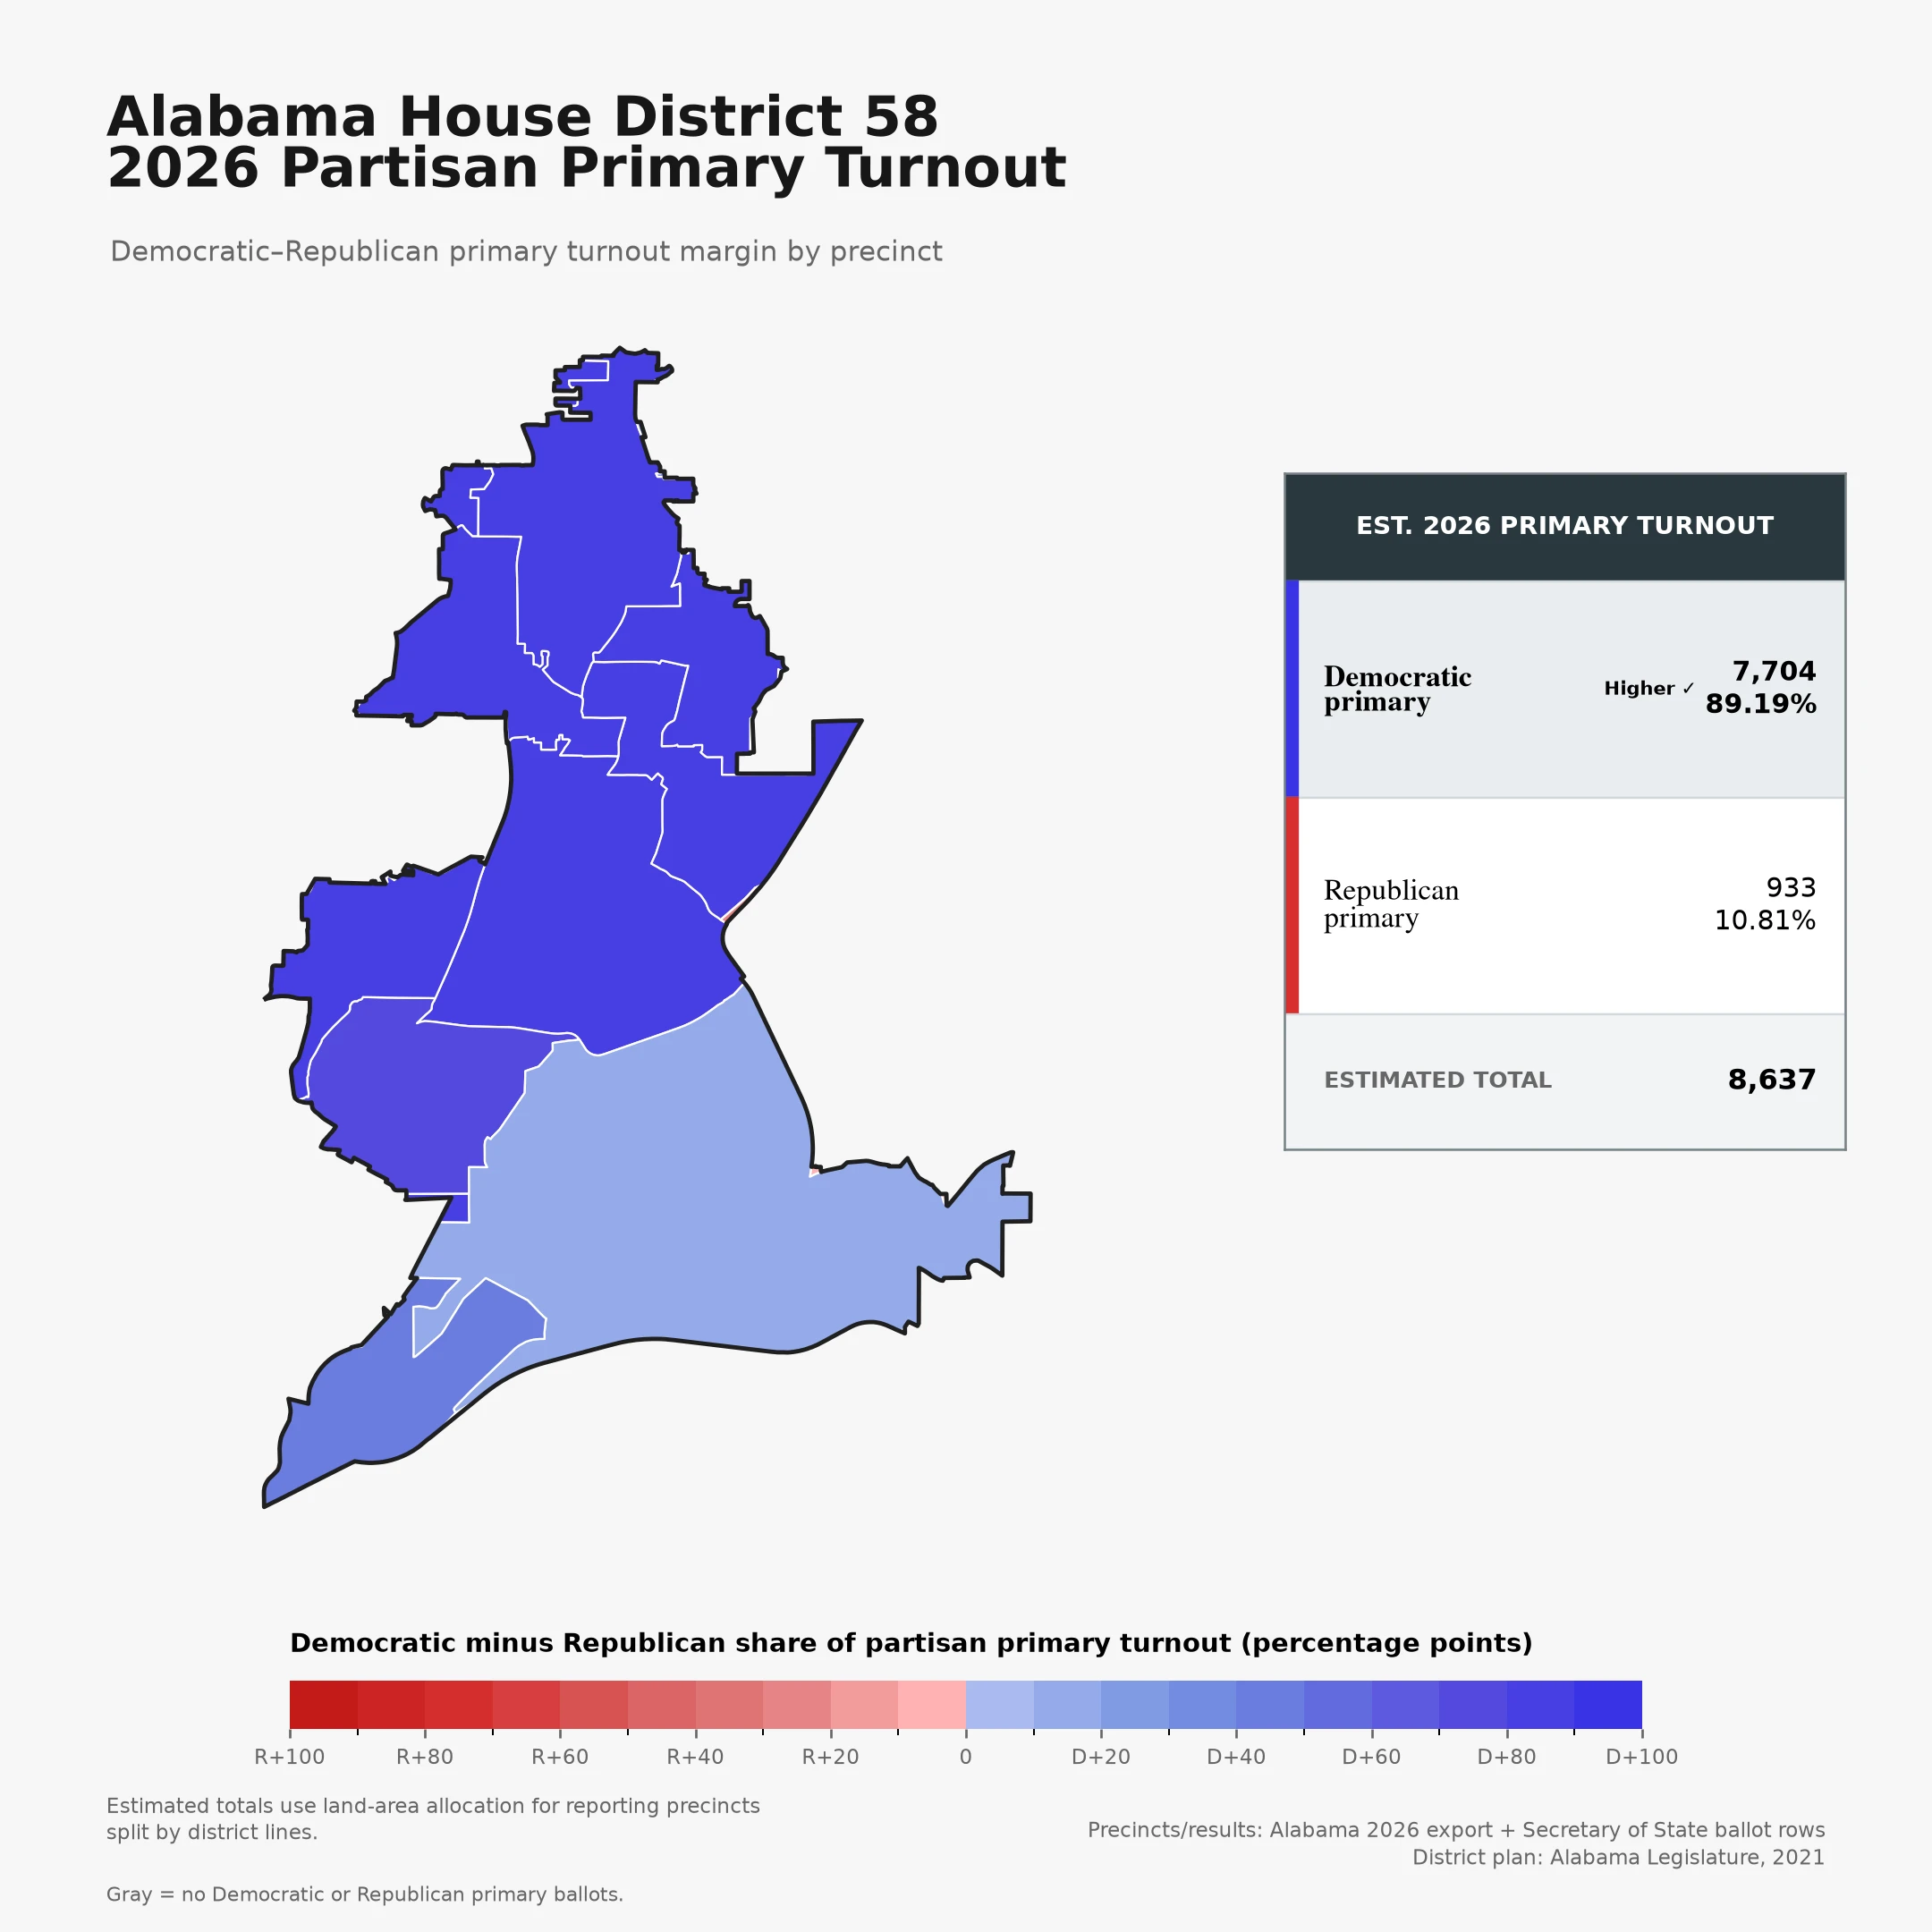 Alabama House District 58
2026 Partisan Primary Turnout
Democratic–Republican primary turnout margin by precinct
EST. 2026 PRIMARY TURNOUT
Democratic
primary
Higher ✓
7,704
89.19%
Republican
primary
933
10.81%
ESTIMATED TOTAL
8,637
Democratic minus Republican share of partisan primary turnout (percentage points)
R+100 R+80 R+60 R+40 R+20 0 D+20 D+40 D+60 D+80 D+100
Estimated totals use land-area allocation for reporting precincts
split by district lines.
Gray = no Democratic or Republican primary ballots.
Precincts/results: Alabama 2026 export + Secretary of State ballot rows
District plan: Alabama Legislature, 2021